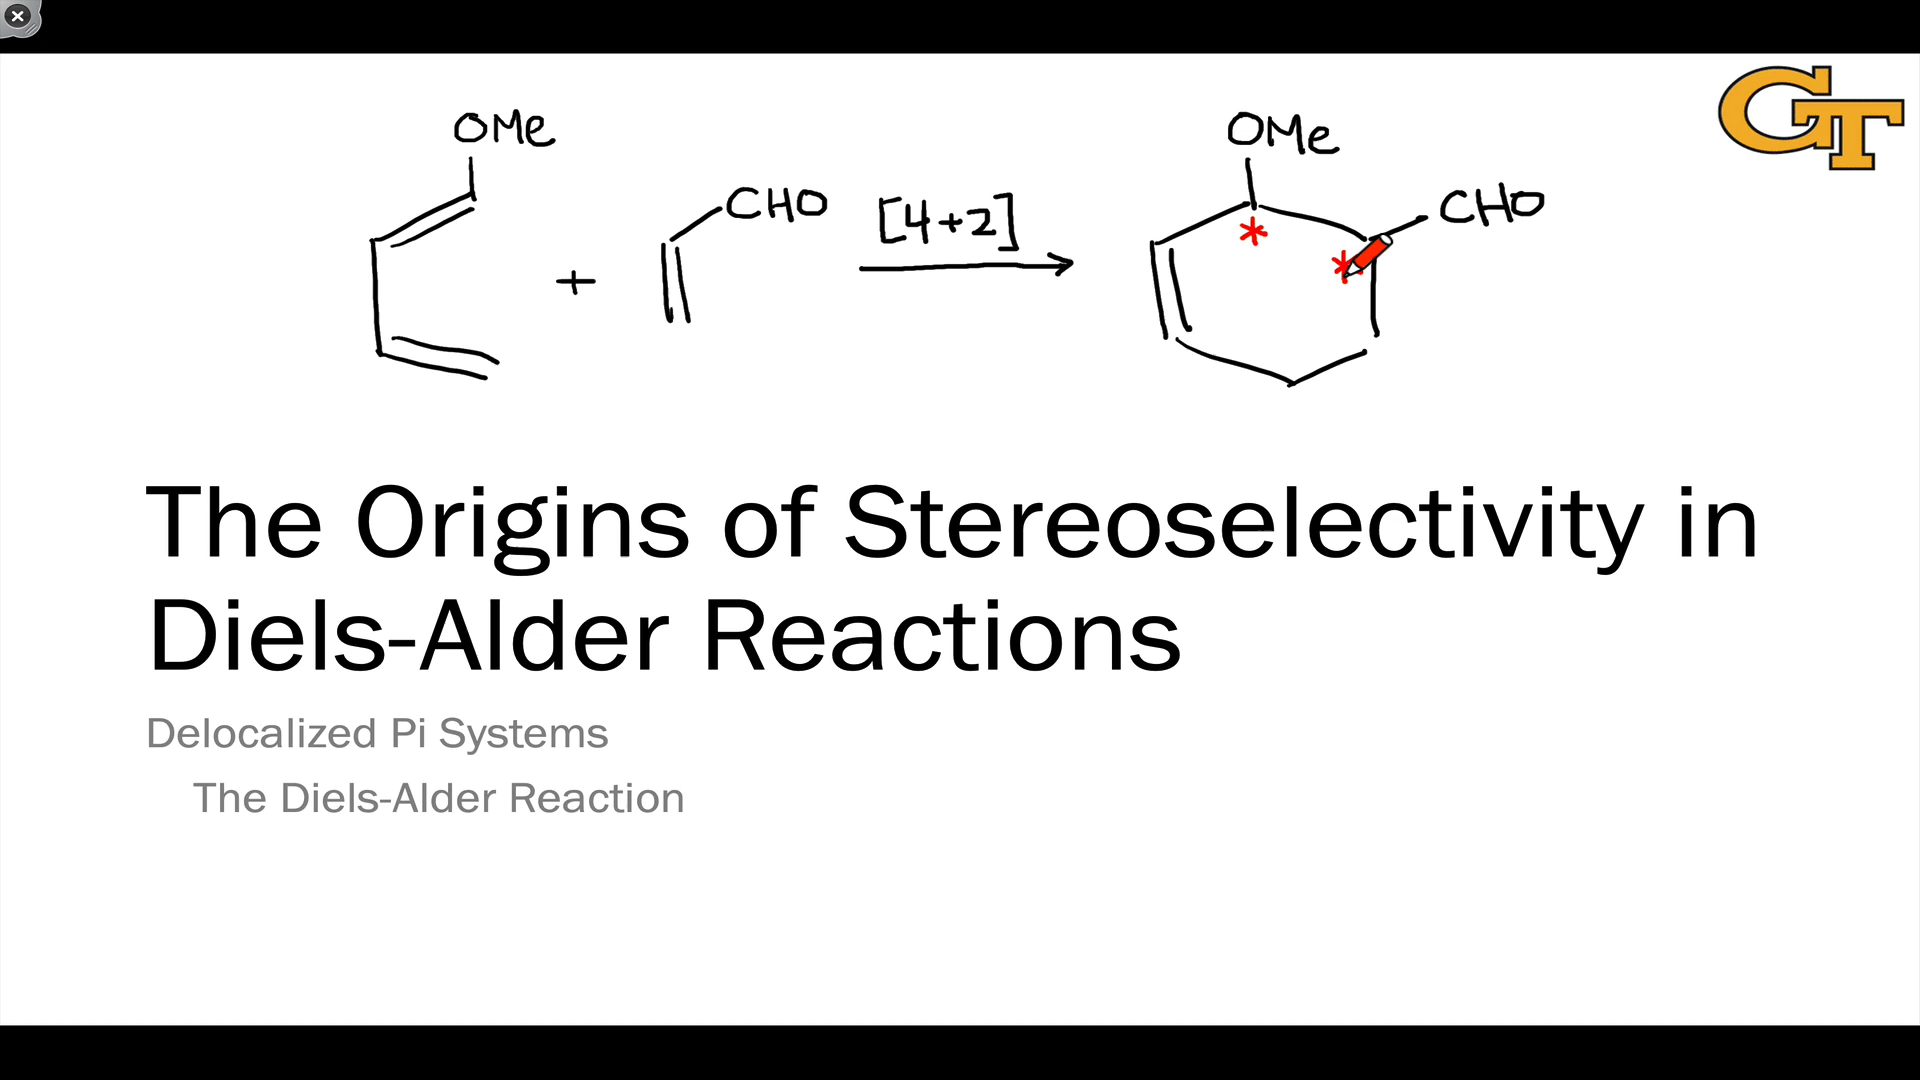 OMe
CHO
+
[4+2]
OMe
*
*
CHO
GT
The Origins of Stereoselectivity in
Diels-Alder Reactions
Delocalized Pi Systems
The Diels-Alder Reaction